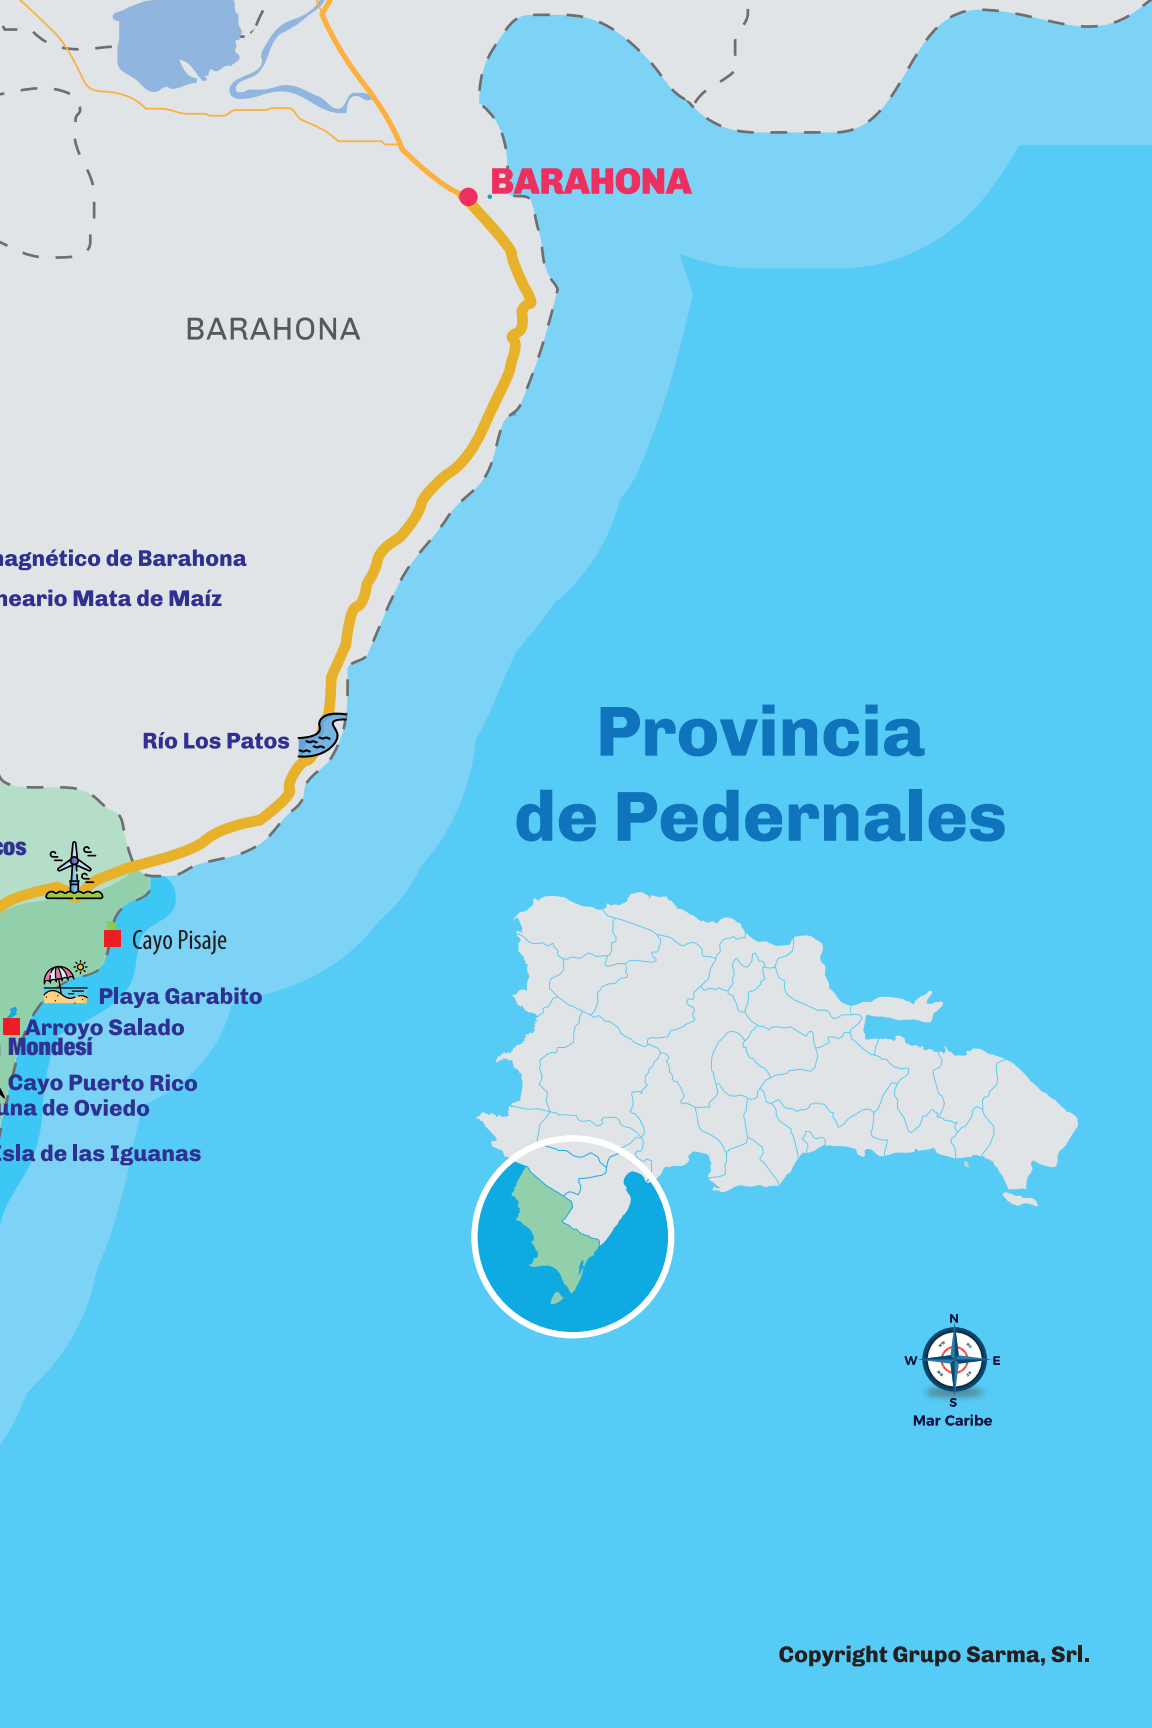 BARAHONA
BARAHONA
agnético de Barahona
neario Mata de Maíz
Río Los Patos
Provincia
de Pedernales
cos
Cayo Pisaje
Playa Garabito
Arroyo Salado
Mondesí
Cayo Puerto Rico
una de Oviedo
Isla de las Iguanas
N
W
E
S
Mar Caribe
Copyright Grupo Sarma, Srl.